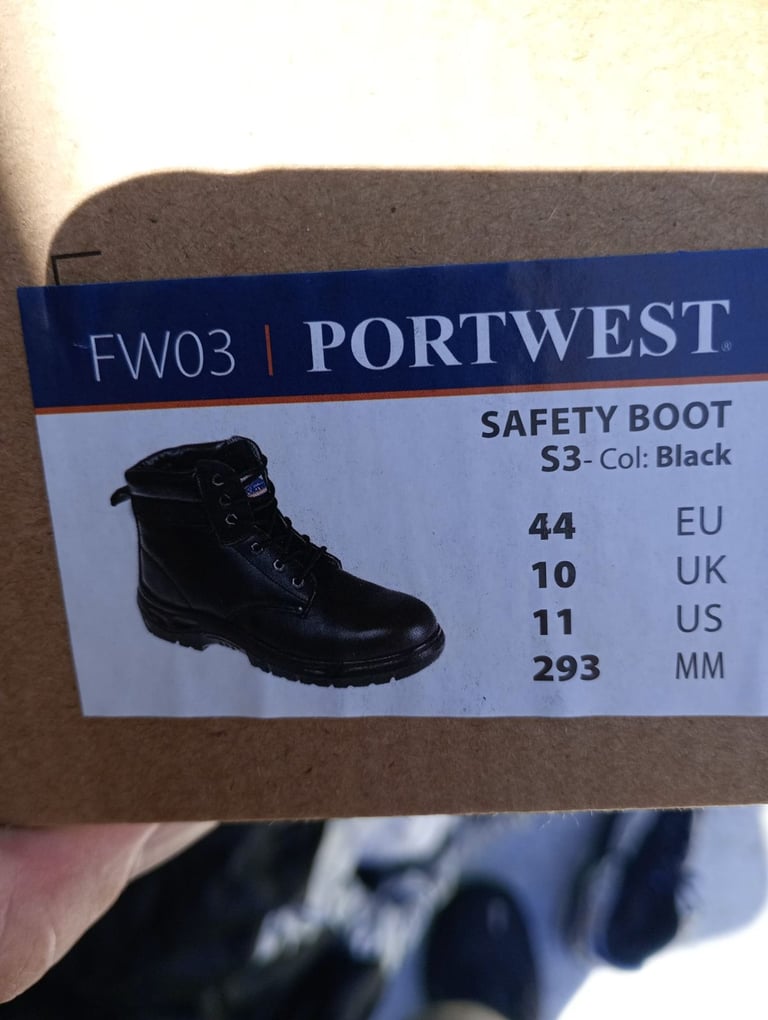 FW03 | PORTWEST®
SAFETY BOOT
S3- Col: Black
44 EU
10 UK
11 US
293 MM